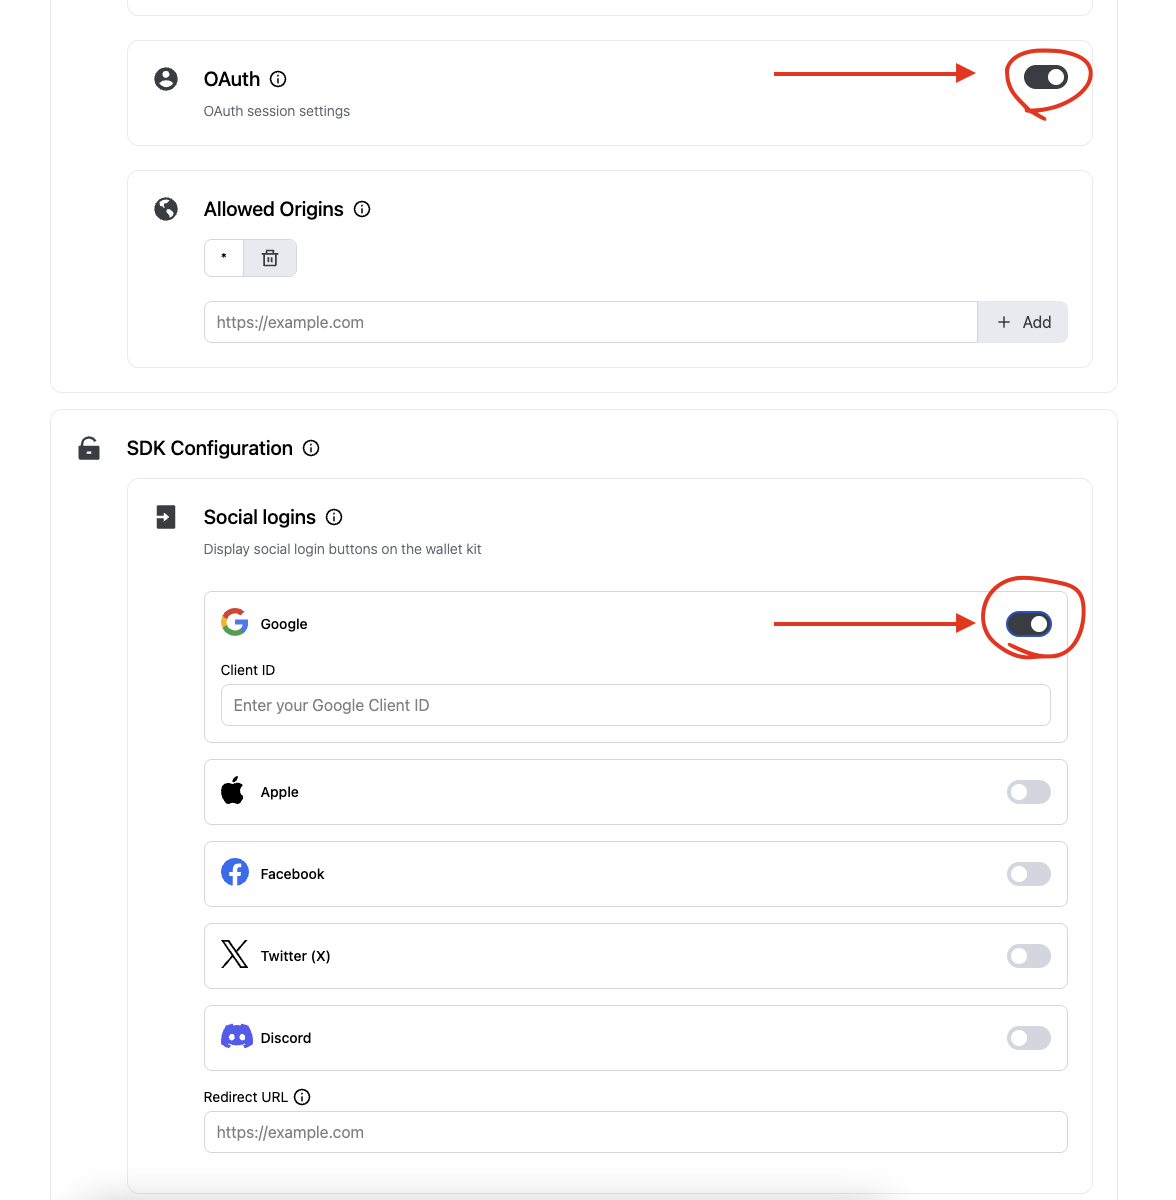 OAuth
OAuth session settings
Allowed Origins
*
https://example.com
+ Add
SDK Configuration
Social logins
Display social login buttons on the wallet kit
Google
Client ID
Enter your Google Client ID
Apple
Facebook
Twitter (X)
Discord
Redirect URL
https://example.com